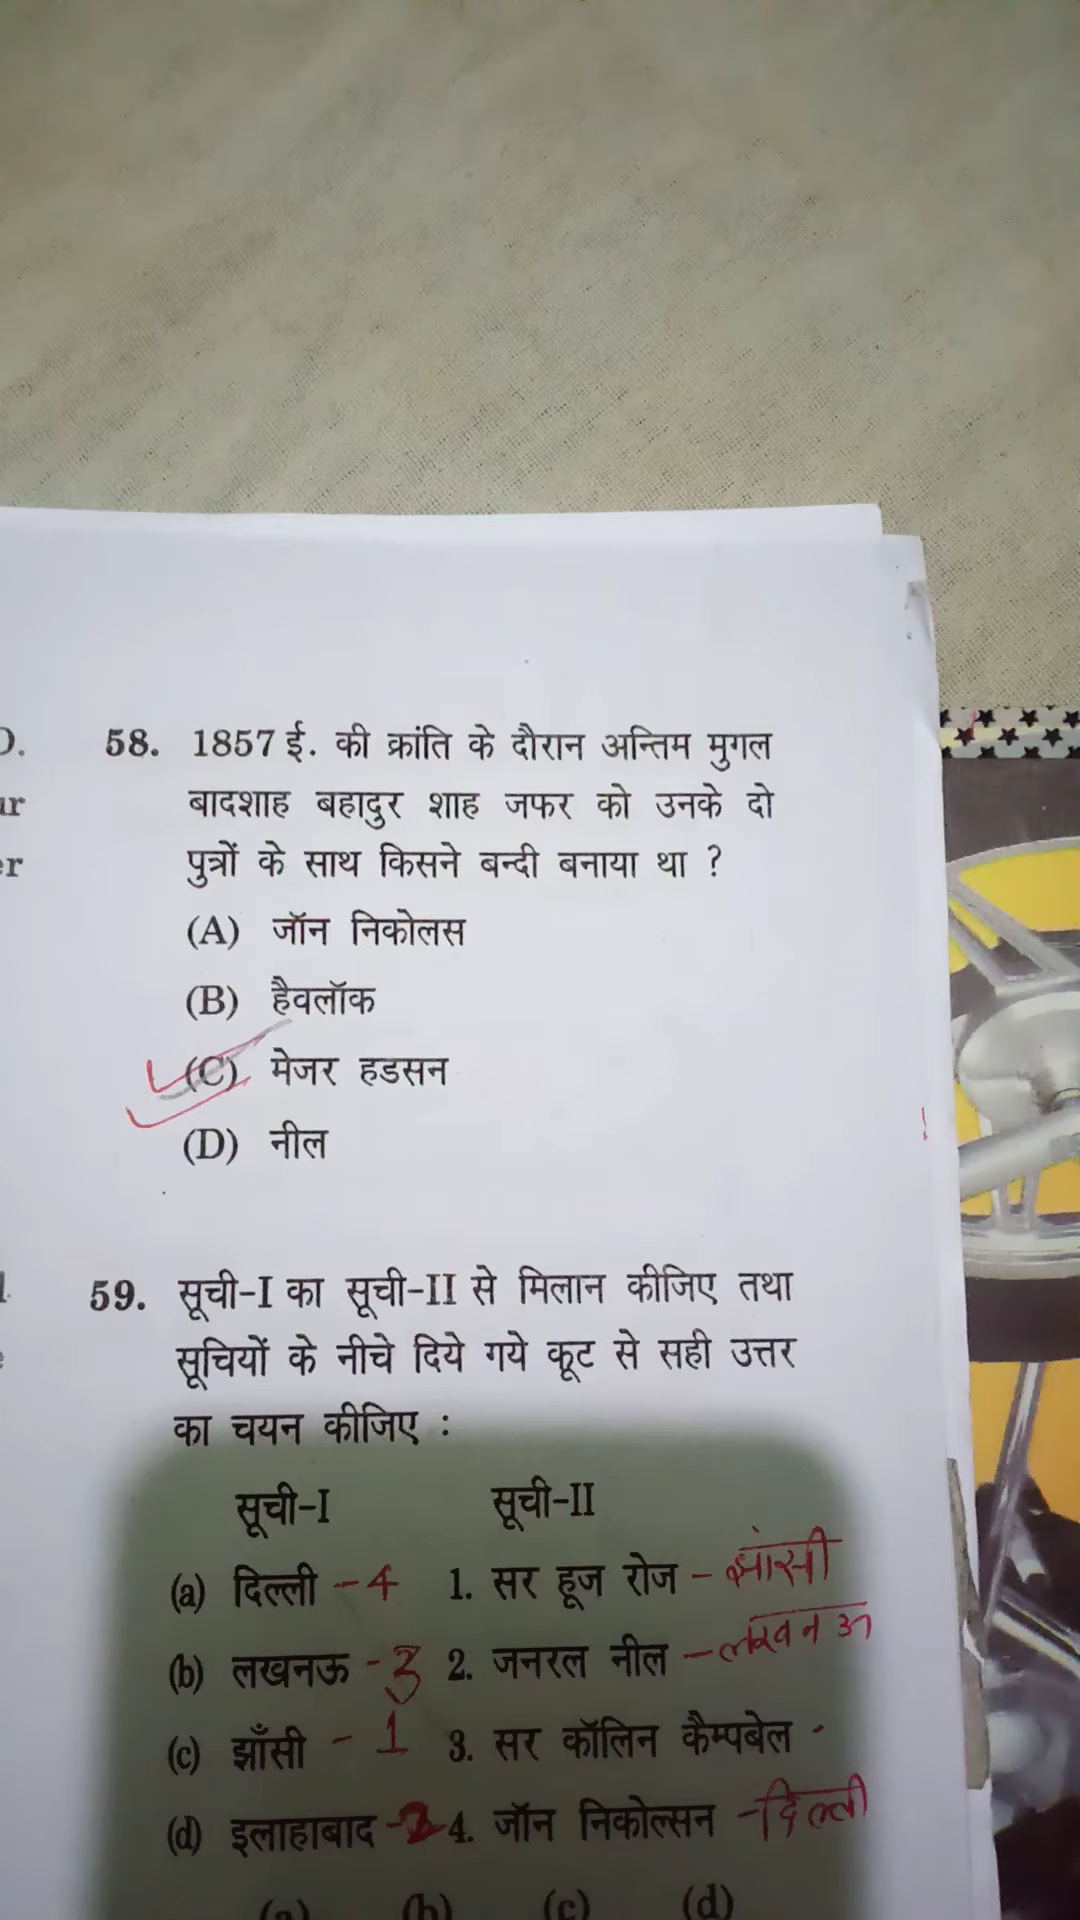 58. 1857 ई. की क्रांति के दौरान अन्तिम मुगल
बादशाह बहादुर शाह जफर को उनके दो
पुत्रों के साथ किसने बन्दी बनाया था ?
(A) जॉन निकोलस
(B) हैवलॉक
(C) मेजर हडसन
(D) नील
59. सूची-I का सूची-II से मिलान कीजिए तथा
सूचियों के नीचे दिये गये कूट से सही उत्तर
का चयन कीजिए :
सूची-I सूची-II
(a) दिल्ली - 4 1. सर हूज रोज - झांसी
(b) लखनऊ - 3 2. जनरल नील - लखनऊ
(c) झाँसी - 1 3. सर कॉलिन कैम्पबेल -
(d) इलाहाबाद - 2 4. जॉन निकोल्सन - दिल्ली
(a) (b) (c) (d)